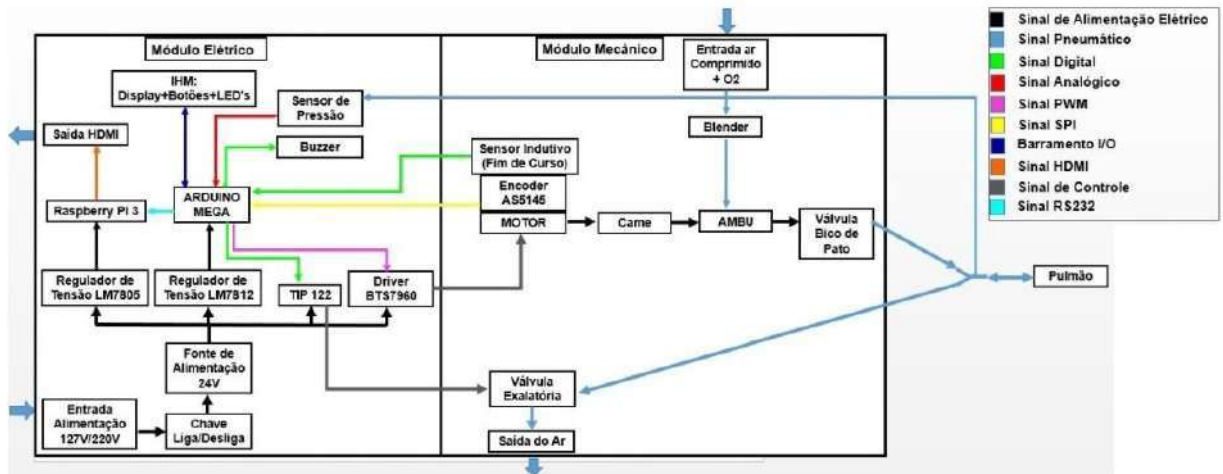 Módulo Elétrico
IHM:
Display+Botões+LED's
Sensor de
Pressão
Saída HDMI
Buzzer
Raspberry PI 3
ARDUINO
MEGA
Regulador de
Tensão LM7805
Regulador de
Tensão LM7812
TIP 122
Driver
BTS7960
Fonte de
Alimentação
24V
Entrada
Alimentação
127V/220V
Chave
Liga/Desliga
Módulo Mecânico
Entrada ar
Comprimido
+ O2
Blender
Sensor Indutivo
(Fim de Curso)
Encoder
AS5145
MOTOR
Came
AMBU
Válvula
Bico de
Pato
Pulmão
Válvula
Exalatória
Saída do Ar
Sinal de Alimentação Elétrico
Sinal Pneumático
Sinal Digital
Sinal Analógico
Sinal PWM
Sinal SPI
Barramento I/O
Sinal HDMI
Sinal de Controle
Sinal RS232